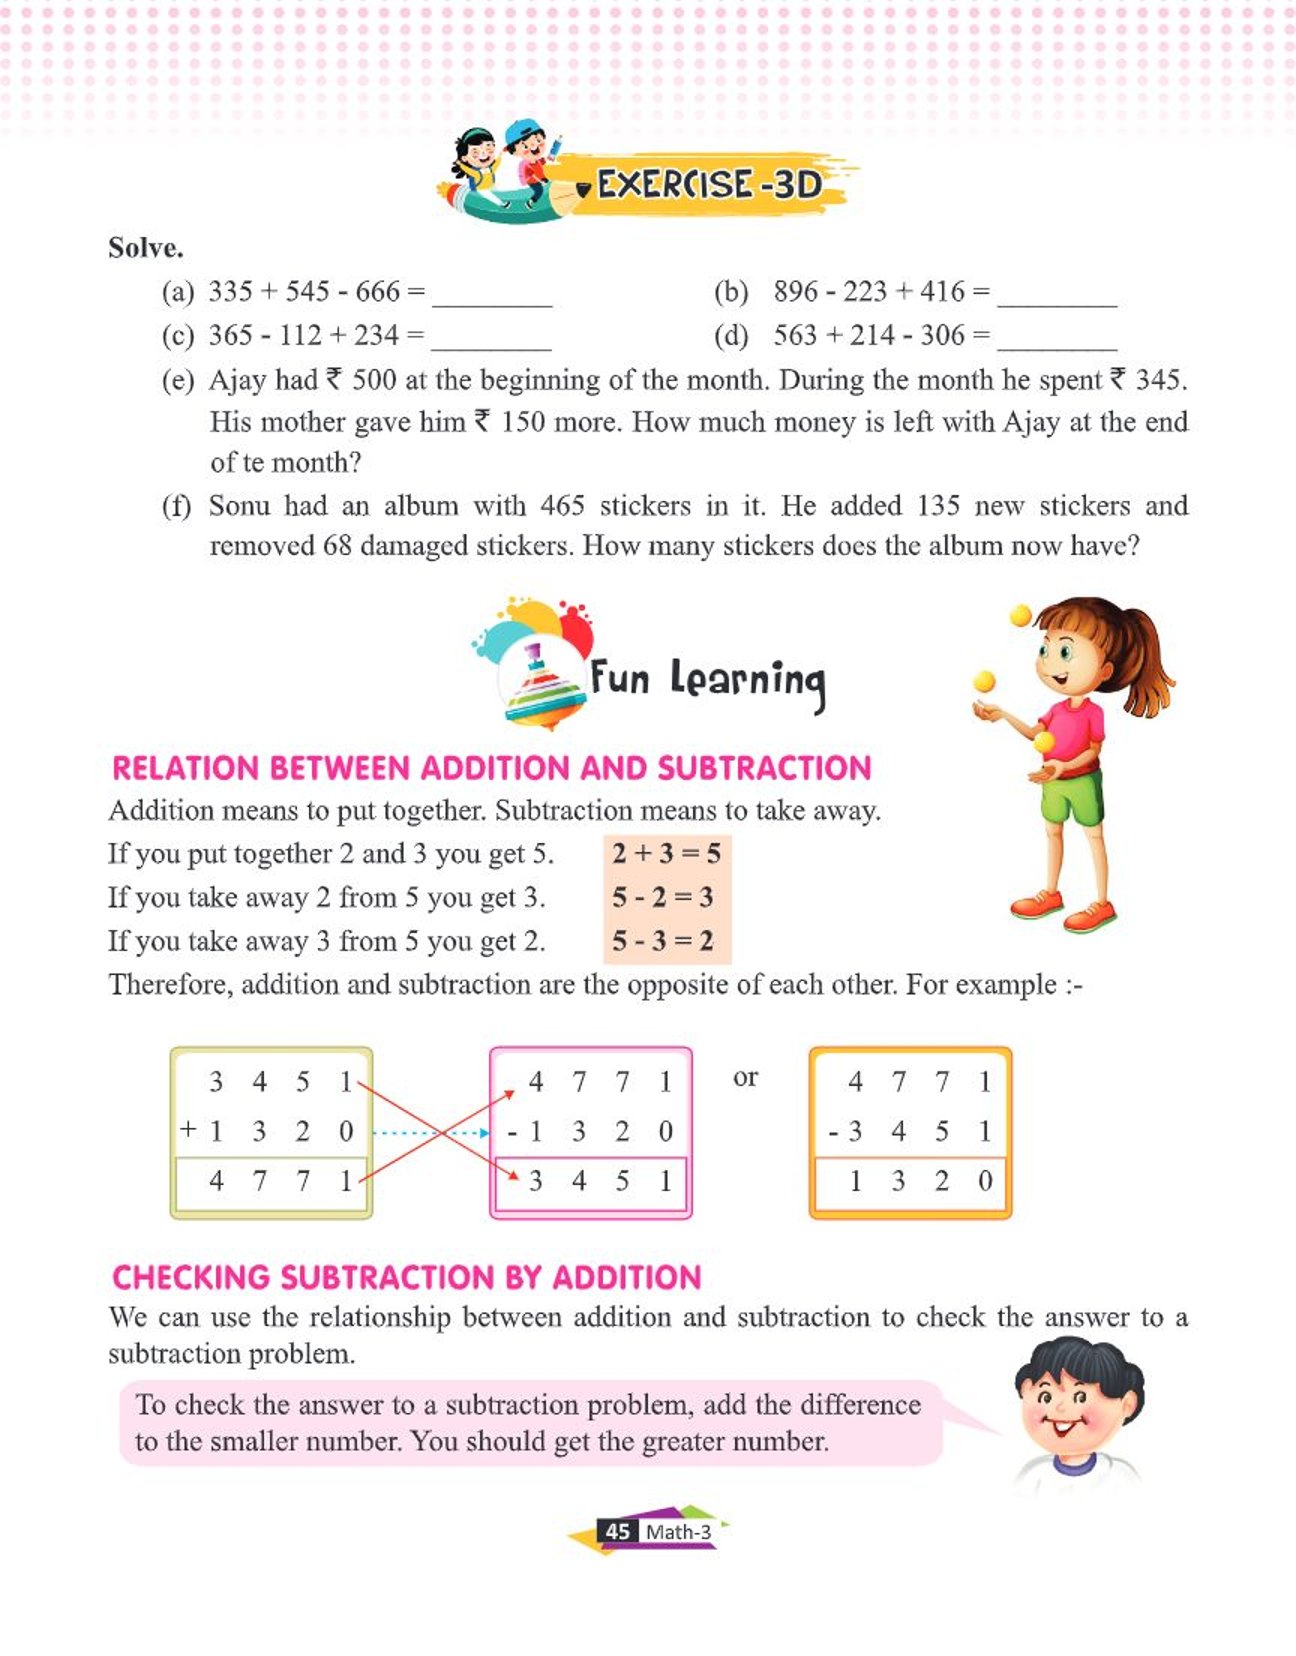 EXERCISE -3D
Solve.
(a) 335 + 545 - 666 = ________ (b) 896 - 223 + 416 = ________
(c) 365 - 112 + 234 = ________ (d) 563 + 214 - 306 = ________
(e) Ajay had ₹ 500 at the beginning of the month. During the month he spent ₹ 345.
His mother gave him ₹ 150 more. How much money is left with Ajay at the end
of te month?
(f) Sonu had an album with 465 stickers in it. He added 135 new stickers and
removed 68 damaged stickers. How many stickers does the album now have?
Fun Learning
RELATION BETWEEN ADDITION AND SUBTRACTION
Addition means to put together. Subtraction means to take away.
If you put together 2 and 3 you get 5. 2 + 3 = 5
If you take away 2 from 5 you get 3. 5 - 2 = 3
If you take away 3 from 5 you get 2. 5 - 3 = 2
Therefore, addition and subtraction are the opposite of each other. For example :-
3 4 5 1 4 7 7 1 or 4 7 7 1
+ 1 3 2 0 - 1 3 2 0 - 3 4 5 1
4 7 7 1 3 4 5 1 1 3 2 0
CHECKING SUBTRACTION BY ADDITION
We can use the relationship between addition and subtraction to check the answer to a
subtraction problem.
To check the answer to a subtraction problem, add the difference
to the smaller number. You should get the greater number.
45 Math-3